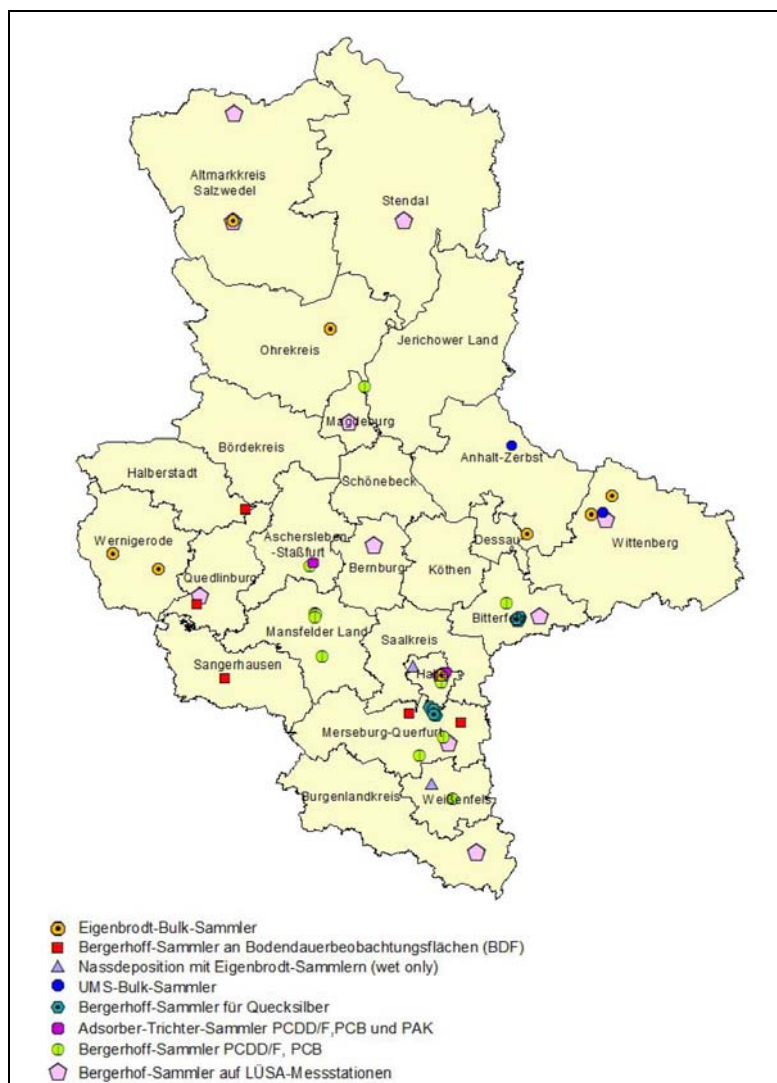 Altmarkkreis
Salzwedel
Stendal
Ohrekreis
Jerichower Land
Magdeburg
Bördekreis
Anhalt-Zerbst
Halberstadt
Schönebeck
Wernigerode
Aschersleben
-Staßfurt
Dessau
Wittenberg
Quedlinburg
Bernburg
Köthen
Bitterfeld
Mansfelder Land
Saalkreis
Sangerhausen
Merseburg-Querfurt
Burgenlandkreis
Weißenfels
Eigenbrodt-Bulk-Sammler
Bergerhoff-Sammler an Bodendauerbeobachtungsflächen (BDF)
Nassdeposition mit Eigenbrodt-Sammlern (wet only)
UMS-Bulk-Sammler
Bergerhoff-Sammler für Quecksilber
Adsorber-Trichter-Sammler PCDD/F,PCB und PAK
Bergerhoff-Sammler PCDD/F, PCB
Bergerhof-Sammler auf LÜSA-Messstationen